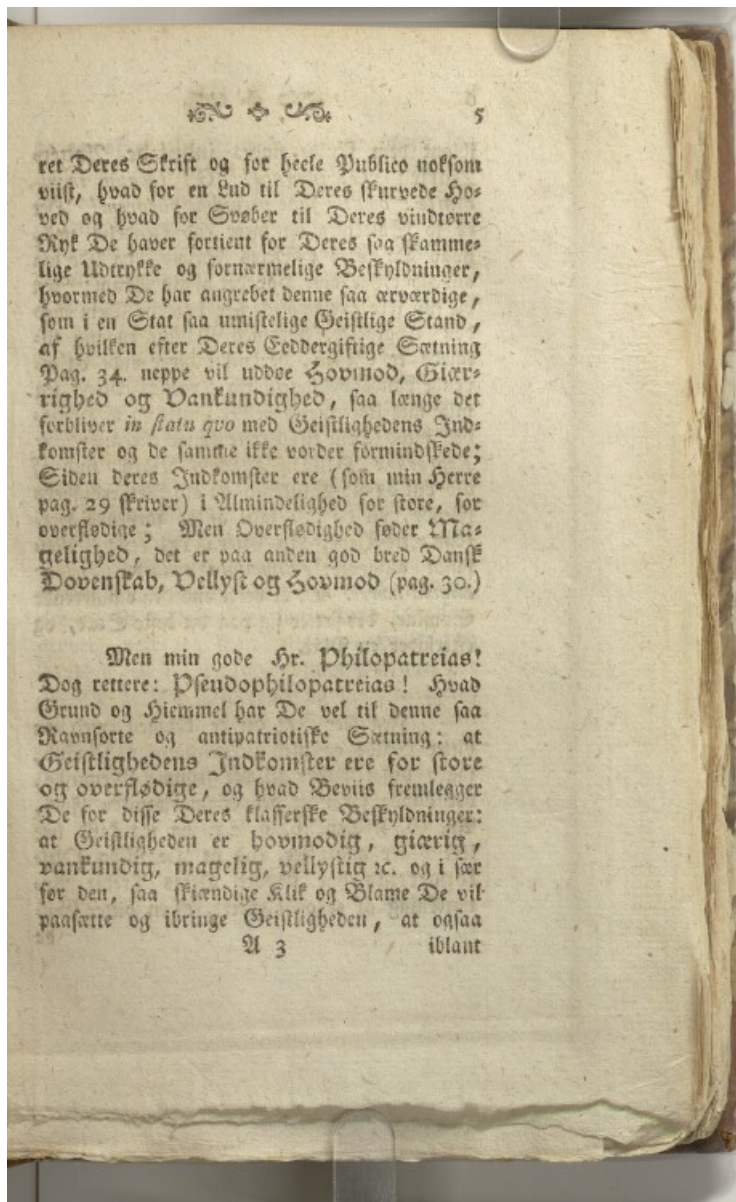 5
ret Deres Skrift og for heele Publico noksom
viist, hvad for en Lud til Deres skurvede Ho-
ved og hvad for Svøber til Deres vindtørre
Ryk De haver fortient for Deres saa skamme-
lige Udtrykke og fornærmelige Beskyldninger,
hvormed De har angrebet denne saa ærværdige,
som i en Stat saa umistelige Geistlige Stand,
af hvilken efter Deres Eeddergiftige Sætning
Pag. 34. neppe vil uddøe Hovmod, Giær-
righed og Vankundighed, saa længe det
forbliver in statu qvo med Geistlighedens Ind-
komster og de samme ikke vorder formindskede;
Siden deres Indkomster ere (som min Herre
pag. 29 skriver) i Almindelighed for store, for
overflødige; Men Overflødighed føder Ma-
gelighed, det er paa anden god bred Dansk
Dovenskab, Vellyst og Hovmod (pag. 30.)
Men min gode Hr. Philopatreias!
Dog rettere: Pseudophilopatreias! Hvad
Grund og Hiemmel har De vel til denne saa
Ravnsorte og antipatriotiske Sætning: at
Geistlighedens Indkomster ere for store
og overflødige, og hvad Beviis fremlegger
De for disse Deres klafferske Beskyldninger:
at Geistligheden er hovmodig, giærig,
vankundig, magelig, vellystig ꝛc. og i sær
for den, saa skiændige Klik og Blame De vil
paasætte og ibringe Geistligheden, at ogsaa
A 3 iblant